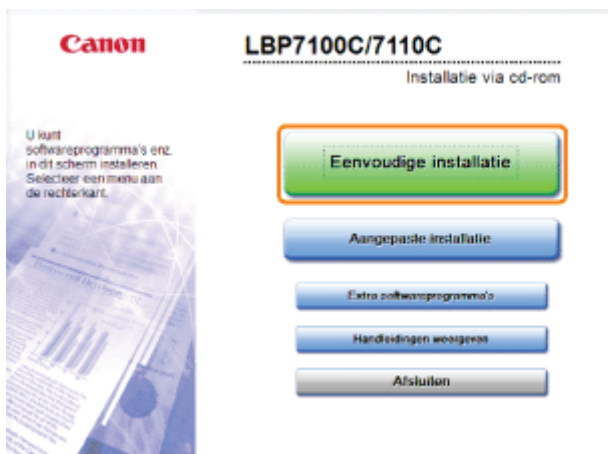 Canon
LBP7100C/7110C
Installatie via cd-rom
U kunt
softwareprogramma's enz.
in dit scherm installeren.
Selecteer een menu aan
de rechterkant.
Eenvoudige installatie
Aangepaste installatie
Extra softwareprogramma's
Handleidingen weergeven
Afsluiten